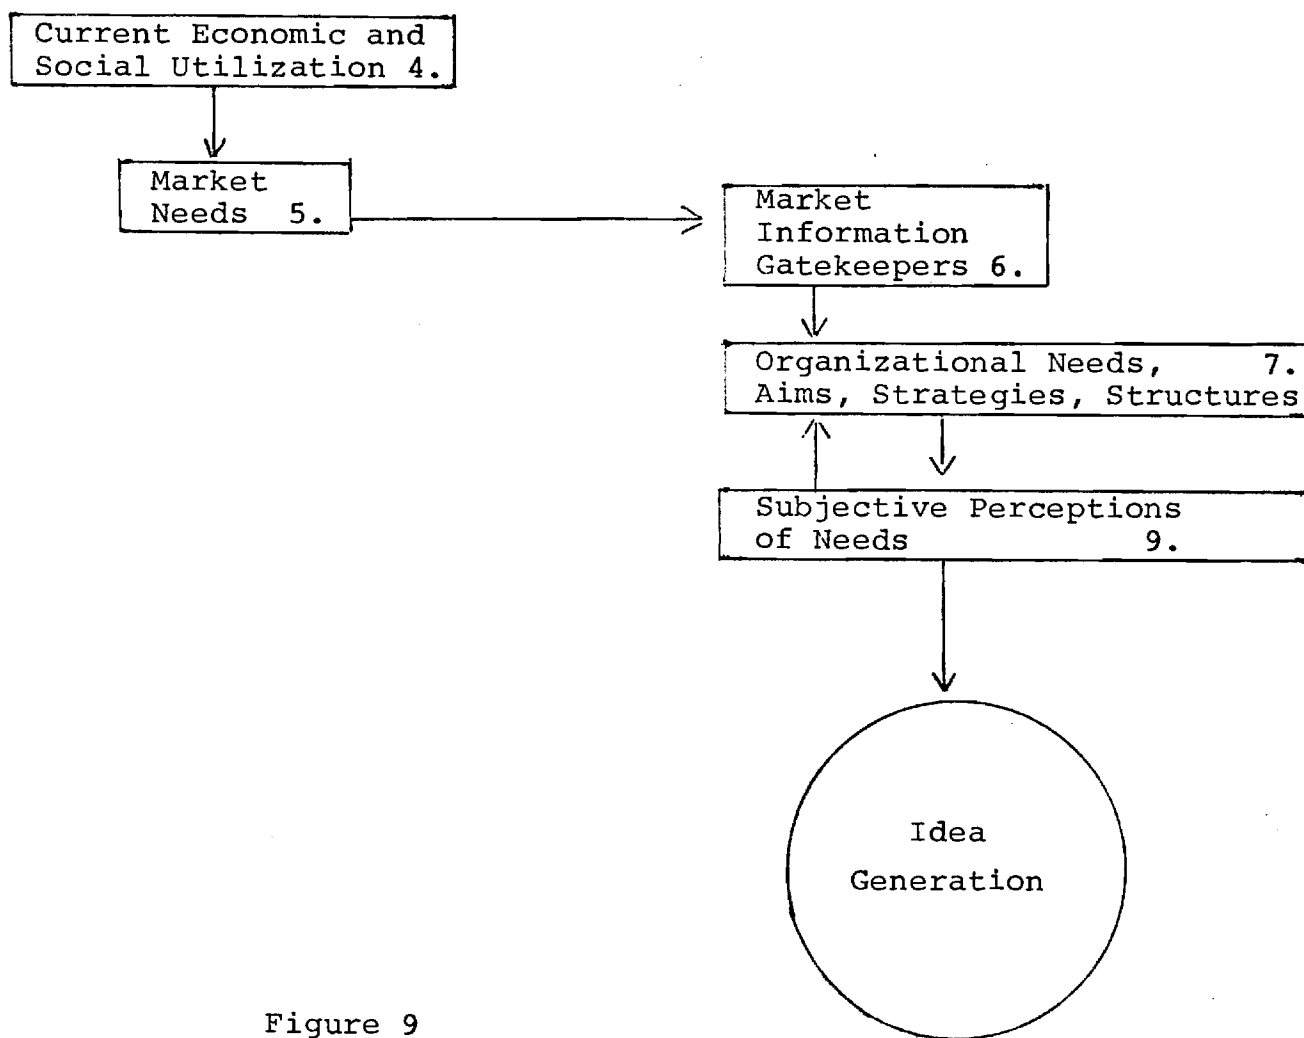 Current Economic and
Social Utilization 4.
Market
Needs 5.
Market
Information
Gatekeepers 6.
Organizational Needs, 7.
Aims, Strategies, Structures
Subjective Perceptions
of Needs 9.
Idea
Generation
Figure 9